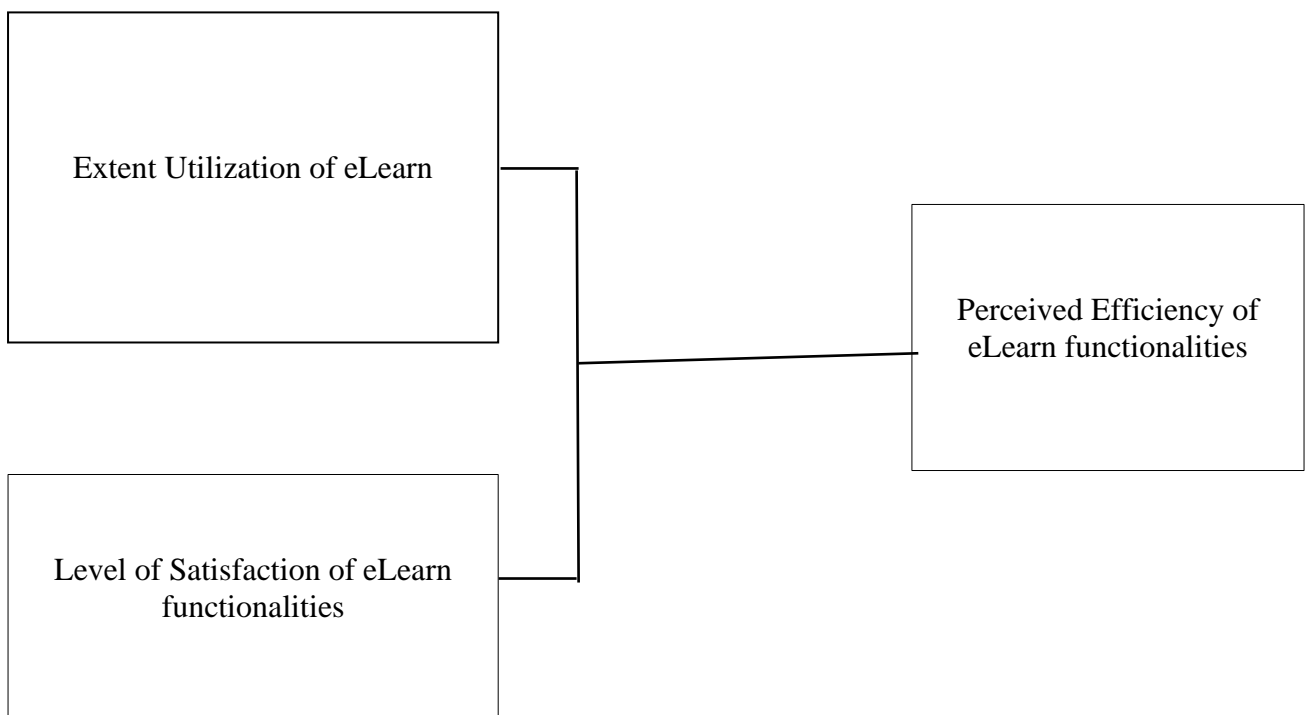 Extent Utilization of eLearn
Perceived Efficiency of
eLearn functionalities
Level of Satisfaction of eLearn
functionalities